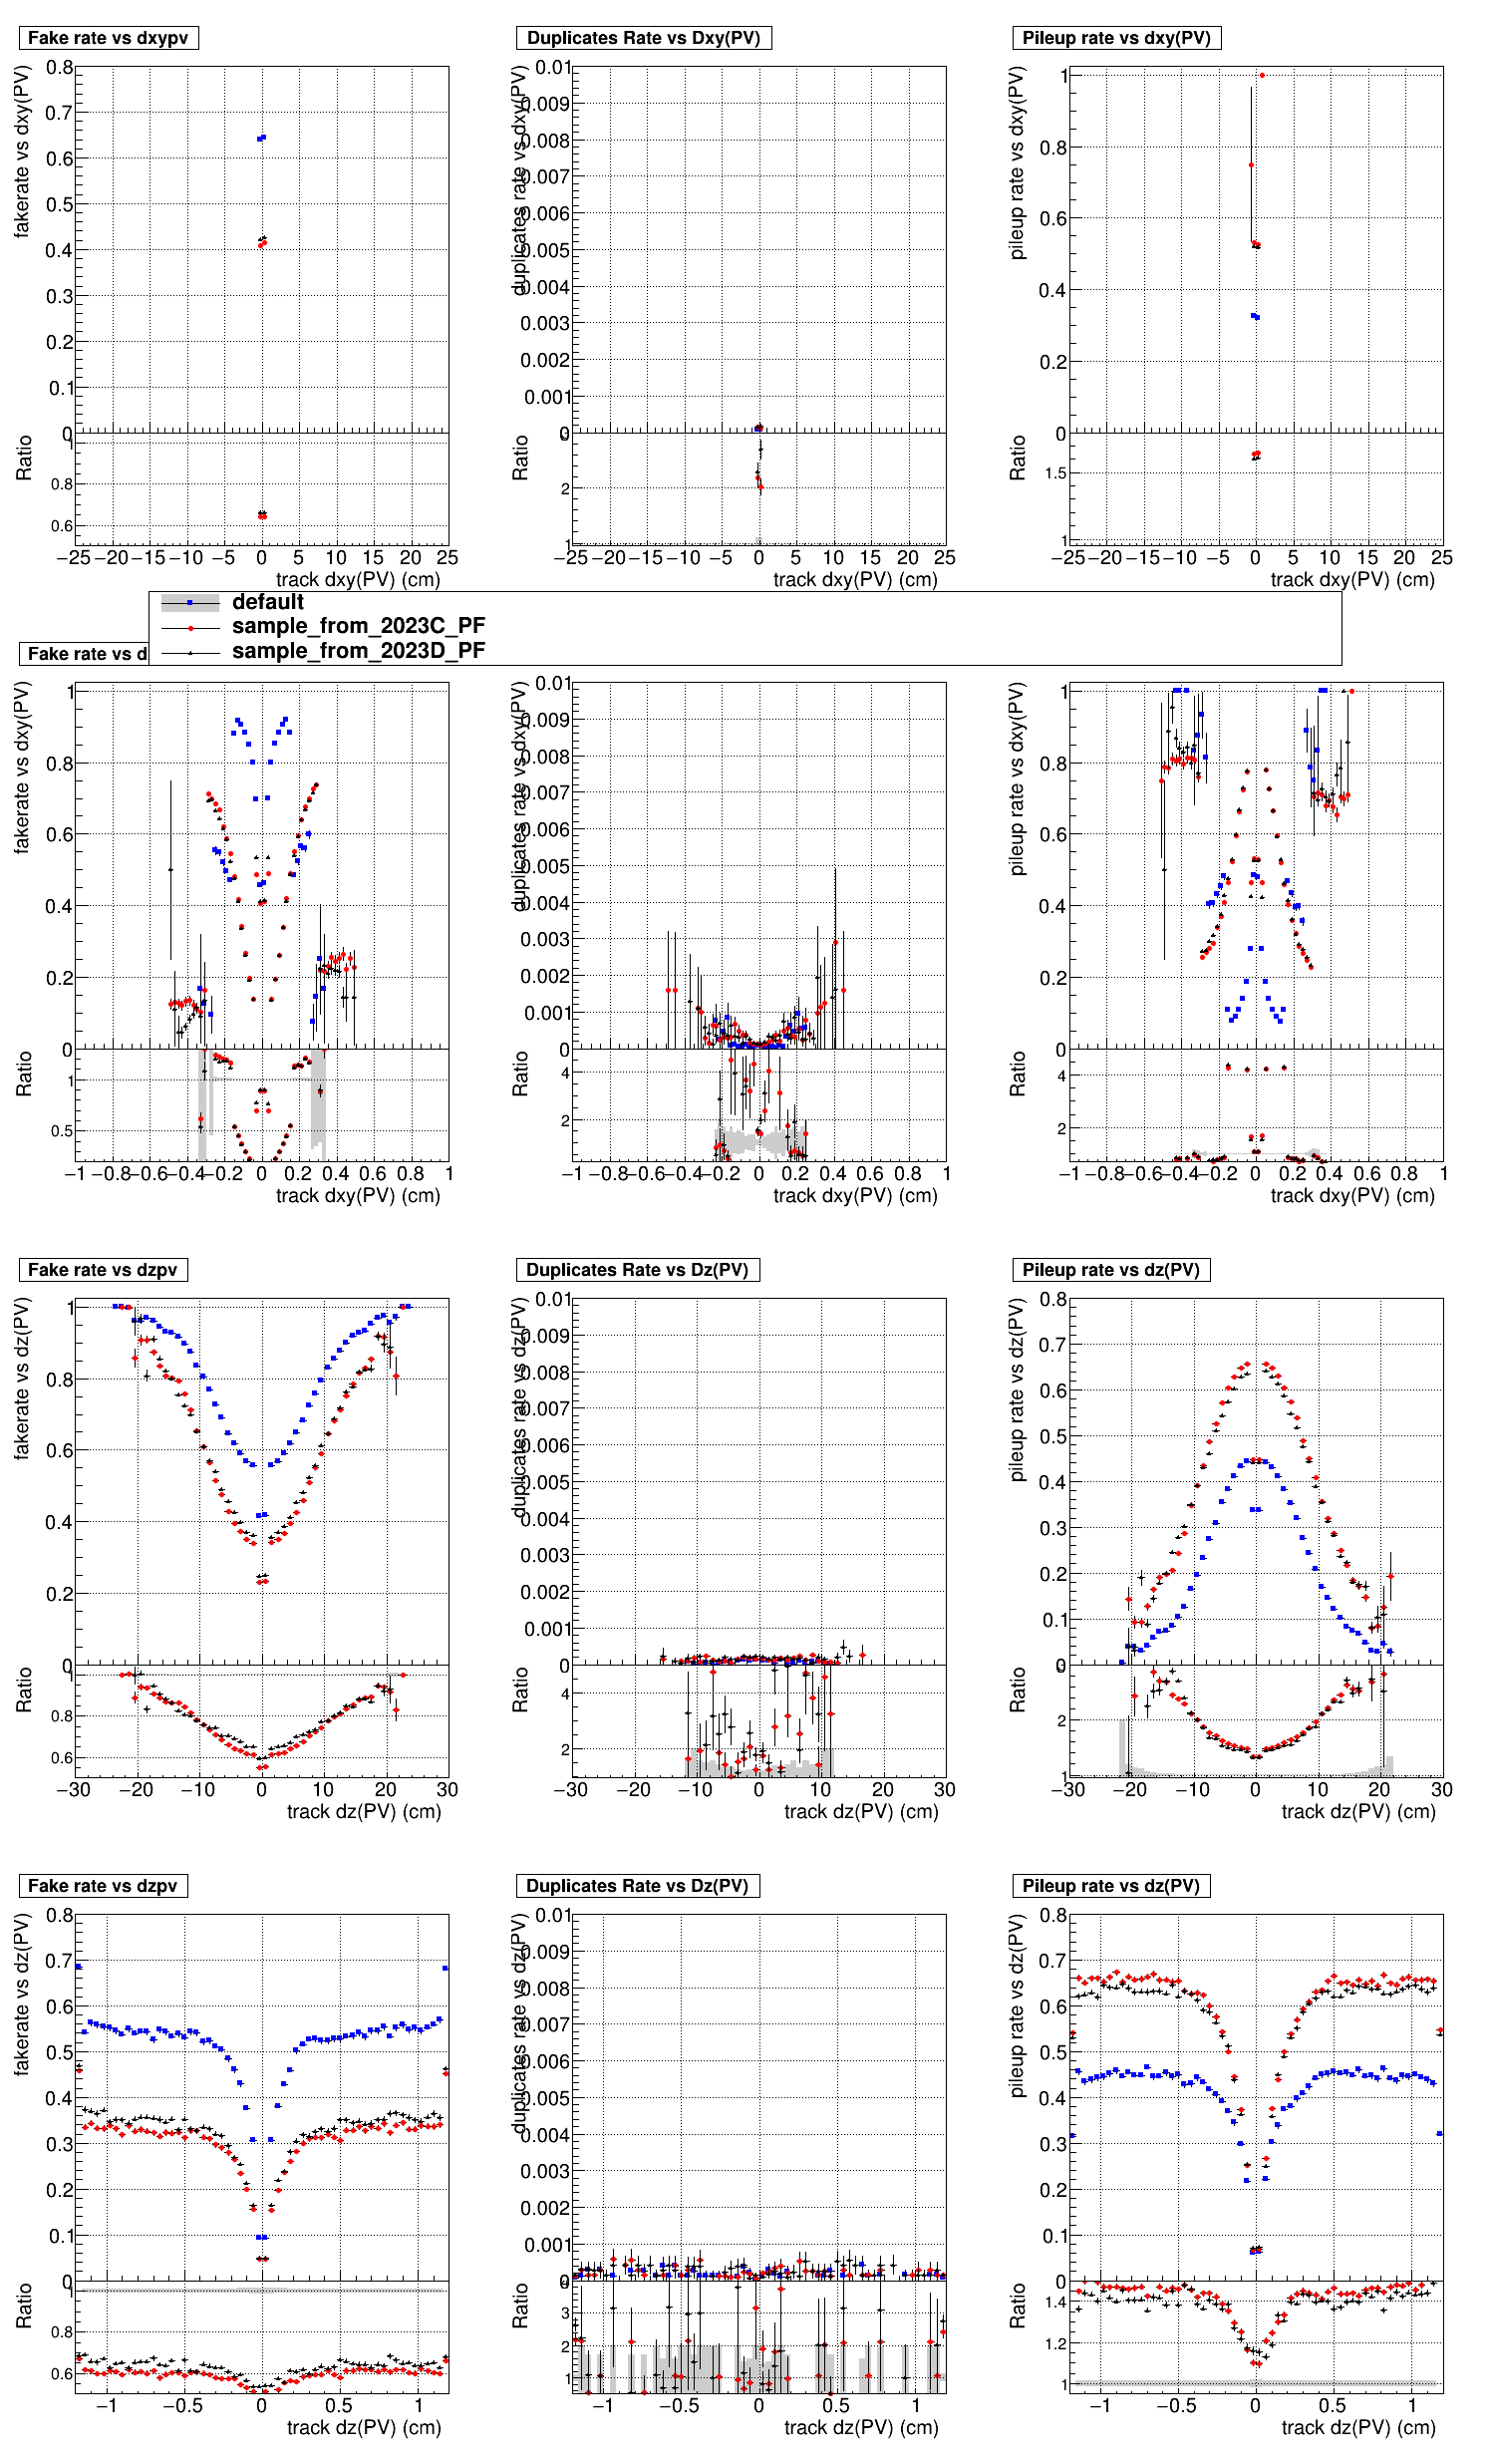 Fake rate vs dxypv
Duplicates Rate vs Dxy(PV)
Pileup rate vs dxy(PV)
fakerate vs dxy(PV)
0.8
0.7
0.6
0.5
0.4
0.3
0.2
0.1
0
Ratio
1
0.8
0.6
−25 −20 −15 −10 −5 0 5 10 15 20 25
track dxy(PV) (cm)
duplicates rate vs dxy(PV)
0.01
0.009
0.008
0.007
0.006
0.005
0.004
0.003
0.002
0.001
0
Ratio
2
1
−25 −20 −15 −10 −5 0 5 10 15 20 25
track dxy(PV) (cm)
pileup rate vs dxy(PV)
1
0.8
0.6
0.4
0.2
0
Ratio
1.5
1
−25 −20 −15 −10 −5 0 5 10 15 20 25
track dxy(PV) (cm)
default
sample_from_2023C_PF
sample_from_2023D_PF
Fake rate vs d
fakerate vs dxy(PV)
1
0.8
0.6
0.4
0.2
0
Ratio
1
0.5
−1 −0.8 −0.6 −0.4 −0.2 0 0.2 0.4 0.6 0.8 1
track dxy(PV) (cm)
duplicates rate vs dxy(PV)
0.01
0.009
0.008
0.007
0.006
0.005
0.004
0.003
0.002
0.001
0
Ratio
4
2
−1 −0.8 −0.6 −0.4 −0.2 0 0.2 0.4 0.6 0.8 1
track dxy(PV) (cm)
pileup rate vs dxy(PV)
1
0.8
0.6
0.4
0.2
0
Ratio
4
2
−1 −0.8 −0.6 −0.4 −0.2 0 0.2 0.4 0.6 0.8 1
track dxy(PV) (cm)
Fake rate vs dzpv
Duplicates Rate vs Dz(PV)
Pileup rate vs dz(PV)
fakerate vs dz(PV)
1
0.8
0.6
0.4
0.2
0
Ratio
0.8
0.6
−30 −20 −10 0 10 20 30
track dz(PV) (cm)
duplicates rate vs dz(PV)
0.01
0.009
0.008
0.007
0.006
0.005
0.004
0.003
0.002
0.001
0
Ratio
4
2
−30 −20 −10 0 10 20 30
track dz(PV) (cm)
pileup rate vs dz(PV)
0.8
0.7
0.6
0.5
0.4
0.3
0.2
0.1
0
Ratio
2
1
−30 −20 −10 0 10 20 30
track dz(PV) (cm)
Fake rate vs dzpv
Duplicates Rate vs Dz(PV)
Pileup rate vs dz(PV)
fakerate vs dz(PV)
0.8
0.7
0.6
0.5
0.4
0.3
0.2
0.1
0
Ratio
1
0.8
0.6
−1 −0.5 0 0.5 1
track dz(PV) (cm)
duplicates rate vs dz(PV)
0.01
0.009
0.008
0.007
0.006
0.005
0.004
0.003
0.002
0.001
0
Ratio
3
2
1
−1 −0.5 0 0.5 1
track dz(PV) (cm)
pileup rate vs dz(PV)
0.8
0.7
0.6
0.5
0.4
0.3
0.2
0.1
0
Ratio
1.4
1.2
1
−1 −0.5 0 0.5 1
track dz(PV) (cm)